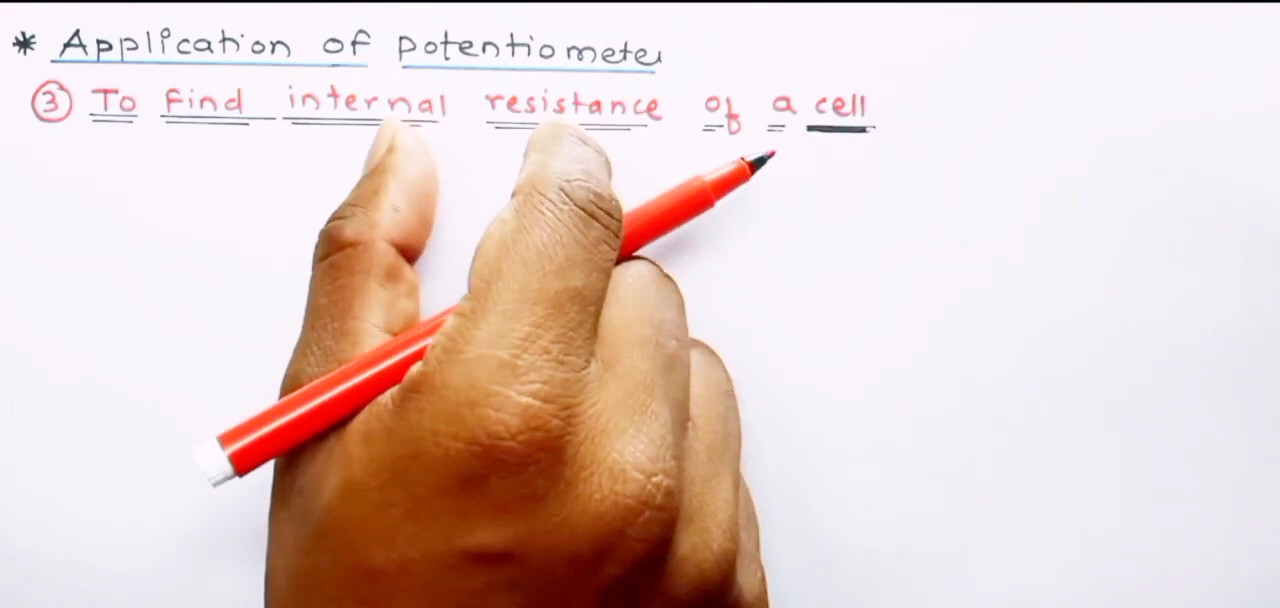 * Application of potentiometer
③ To find internal resistance of a cell